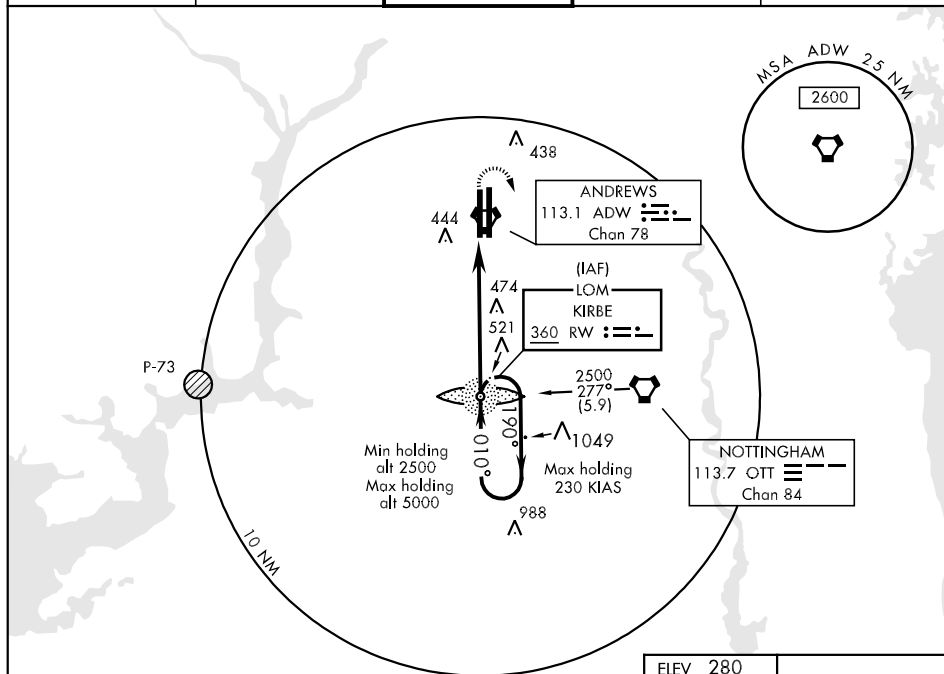 MSA ADW 25 NM
2600
438
444
ANDREWS
113.1 ADW
Chan 78
(IAF)
LOM
KIRBE
360 RW
474
521
P-73
2500
277°
(5.9)
190°
010°
1049
Min holding
alt 2500
Max holding
alt 5000
Max holding
230 KIAS
NOTTINGHAM
113.7 OTT
Chan 84
988
10 NM
ELEV 280